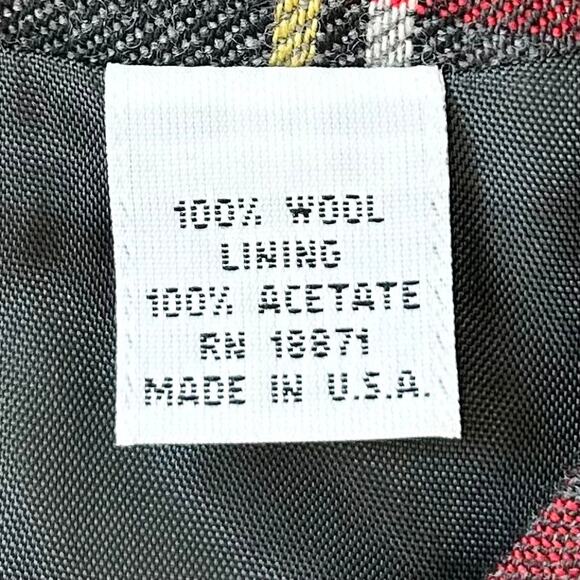 100% WOOL
LINING
100% ACETATE
RN 18871
MADE IN U.S.A.